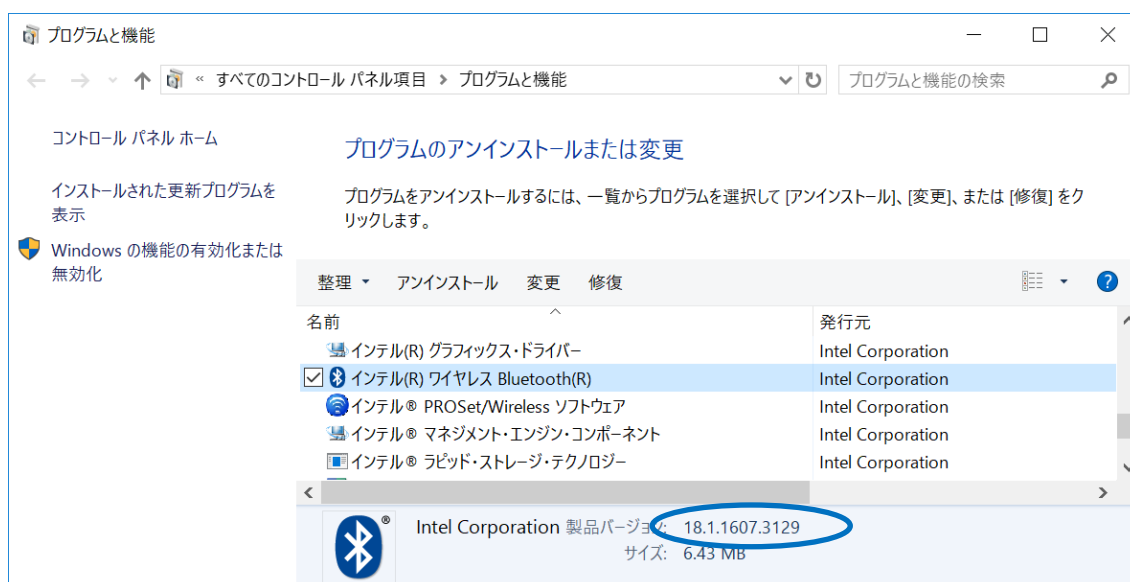 プログラムと機能
« すべてのコントロール パネル項目 > プログラムと機能
プログラムと機能の検索
コントロール パネル ホーム
インストールされた更新プログラムを
表示
Windows の機能の有効化または
無効化
プログラムのアンインストールまたは変更
プログラムをアンインストールするには、一覧からプログラムを選択して [アンインストール]、[変更]、または [修復] をク
リックします。
整理 アンインストール 変更 修復
名前 発行元
インテル(R) グラフィックス・ドライバー Intel Corporation
インテル(R) ワイヤレス Bluetooth(R) Intel Corporation
インテル® PROSet/Wireless ソフトウェア Intel Corporation
インテル® マネジメント・エンジン・コンポーネント Intel Corporation
インテル® ラピッド・ストレージ・テクノロジー Intel Corporation
® Intel Corporation 製品バージョン: 18.1.1607.3129
サイズ: 6.43 MB